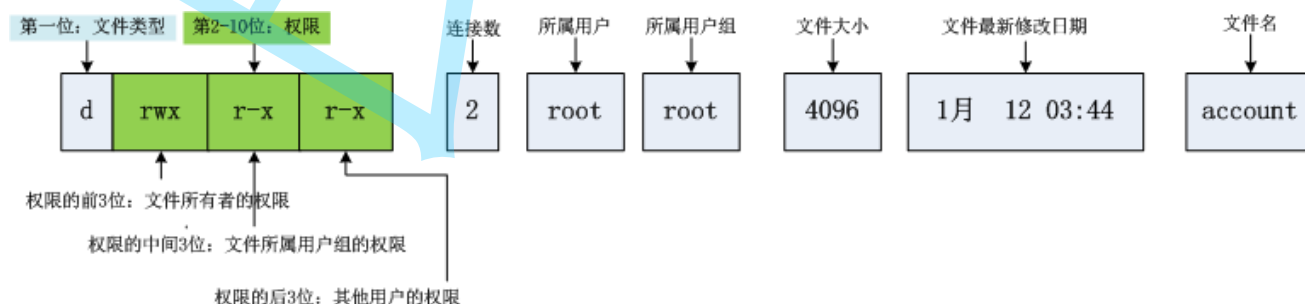 第一位：文件类型 第2-10位：权限 连接数 所属用户 所属用户组 文件大小 文件最新修改日期 文件名
d rwx r-x r-x 2 root root 4096 1月 12 03:44 account
权限的前3位：文件所有者的权限
权限的中间3位：文件所属用户组的权限
权限的后3位：其他用户的权限